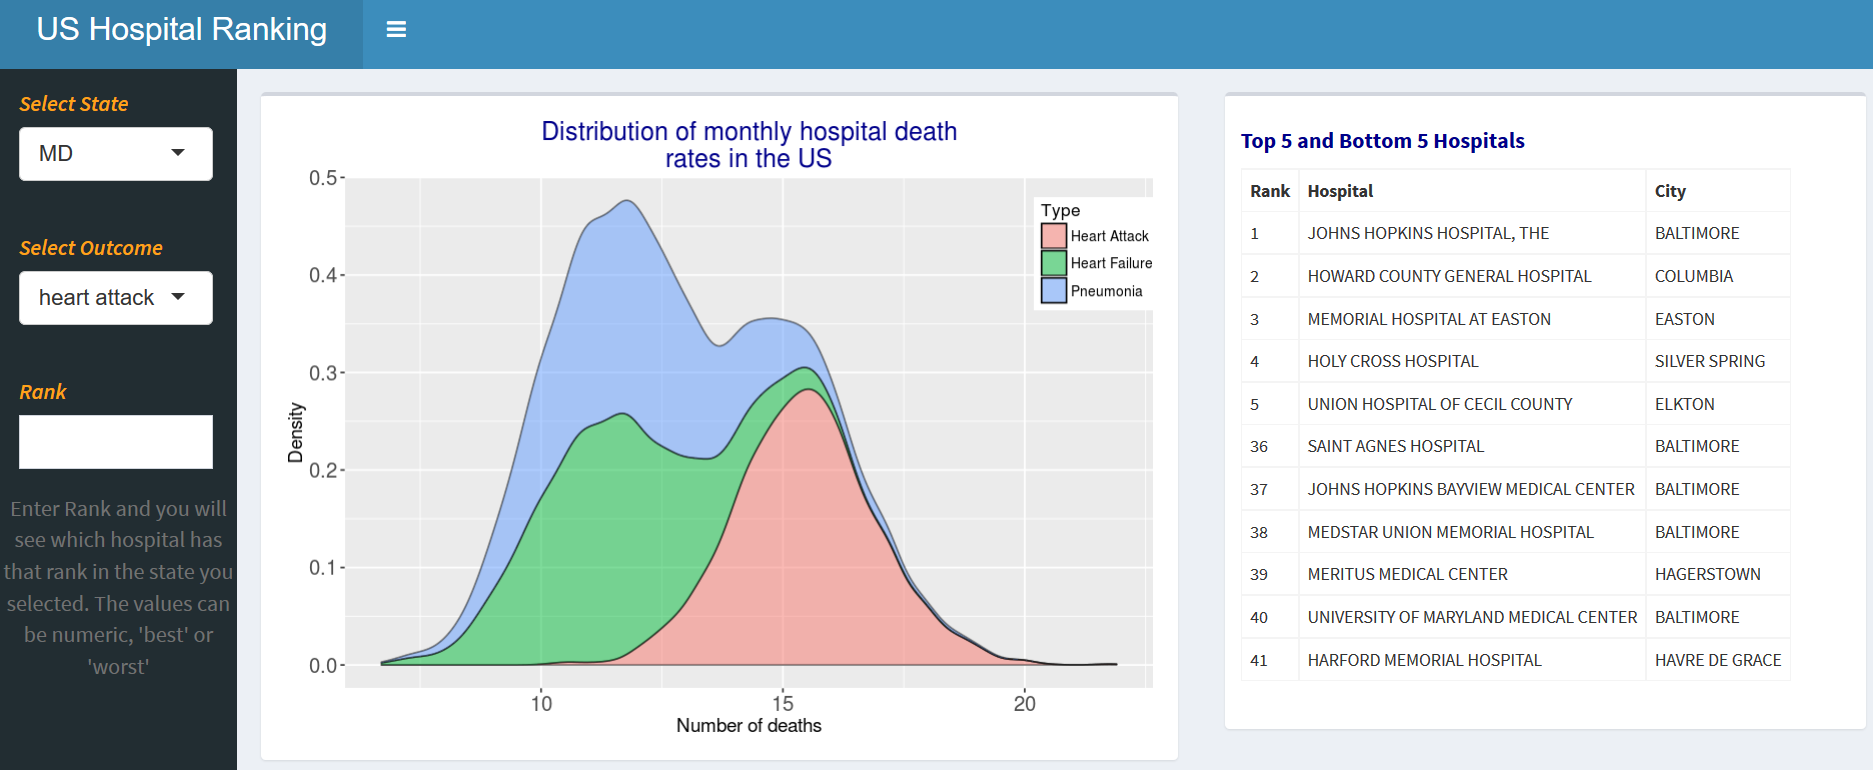 US Hospital Ranking
Select State
MD
Select Outcome
heart attack
Rank
Enter Rank and you will
see which hospital has
that rank in the state you
selected. The values can
be numeric, 'best' or
'worst'
Distribution of monthly hospital death
rates in the US
0.5
0.4
0.3
0.2
0.1
0.0
Density
10 15 20
Number of deaths
Type
Heart Attack
Heart Failure
Pneumonia
Top 5 and Bottom 5 Hospitals
Rank Hospital City
1 JOHNS HOPKINS HOSPITAL, THE BALTIMORE
2 HOWARD COUNTY GENERAL HOSPITAL COLUMBIA
3 MEMORIAL HOSPITAL AT EASTON EASTON
4 HOLY CROSS HOSPITAL SILVER SPRING
5 UNION HOSPITAL OF CECIL COUNTY ELKTON
36 SAINT AGNES HOSPITAL BALTIMORE
37 JOHNS HOPKINS BAYVIEW MEDICAL CENTER BALTIMORE
38 MEDSTAR UNION MEMORIAL HOSPITAL BALTIMORE
39 MERITUS MEDICAL CENTER HAGERSTOWN
40 UNIVERSITY OF MARYLAND MEDICAL CENTER BALTIMORE
41 HARFORD MEMORIAL HOSPITAL HAVRE DE GRACE